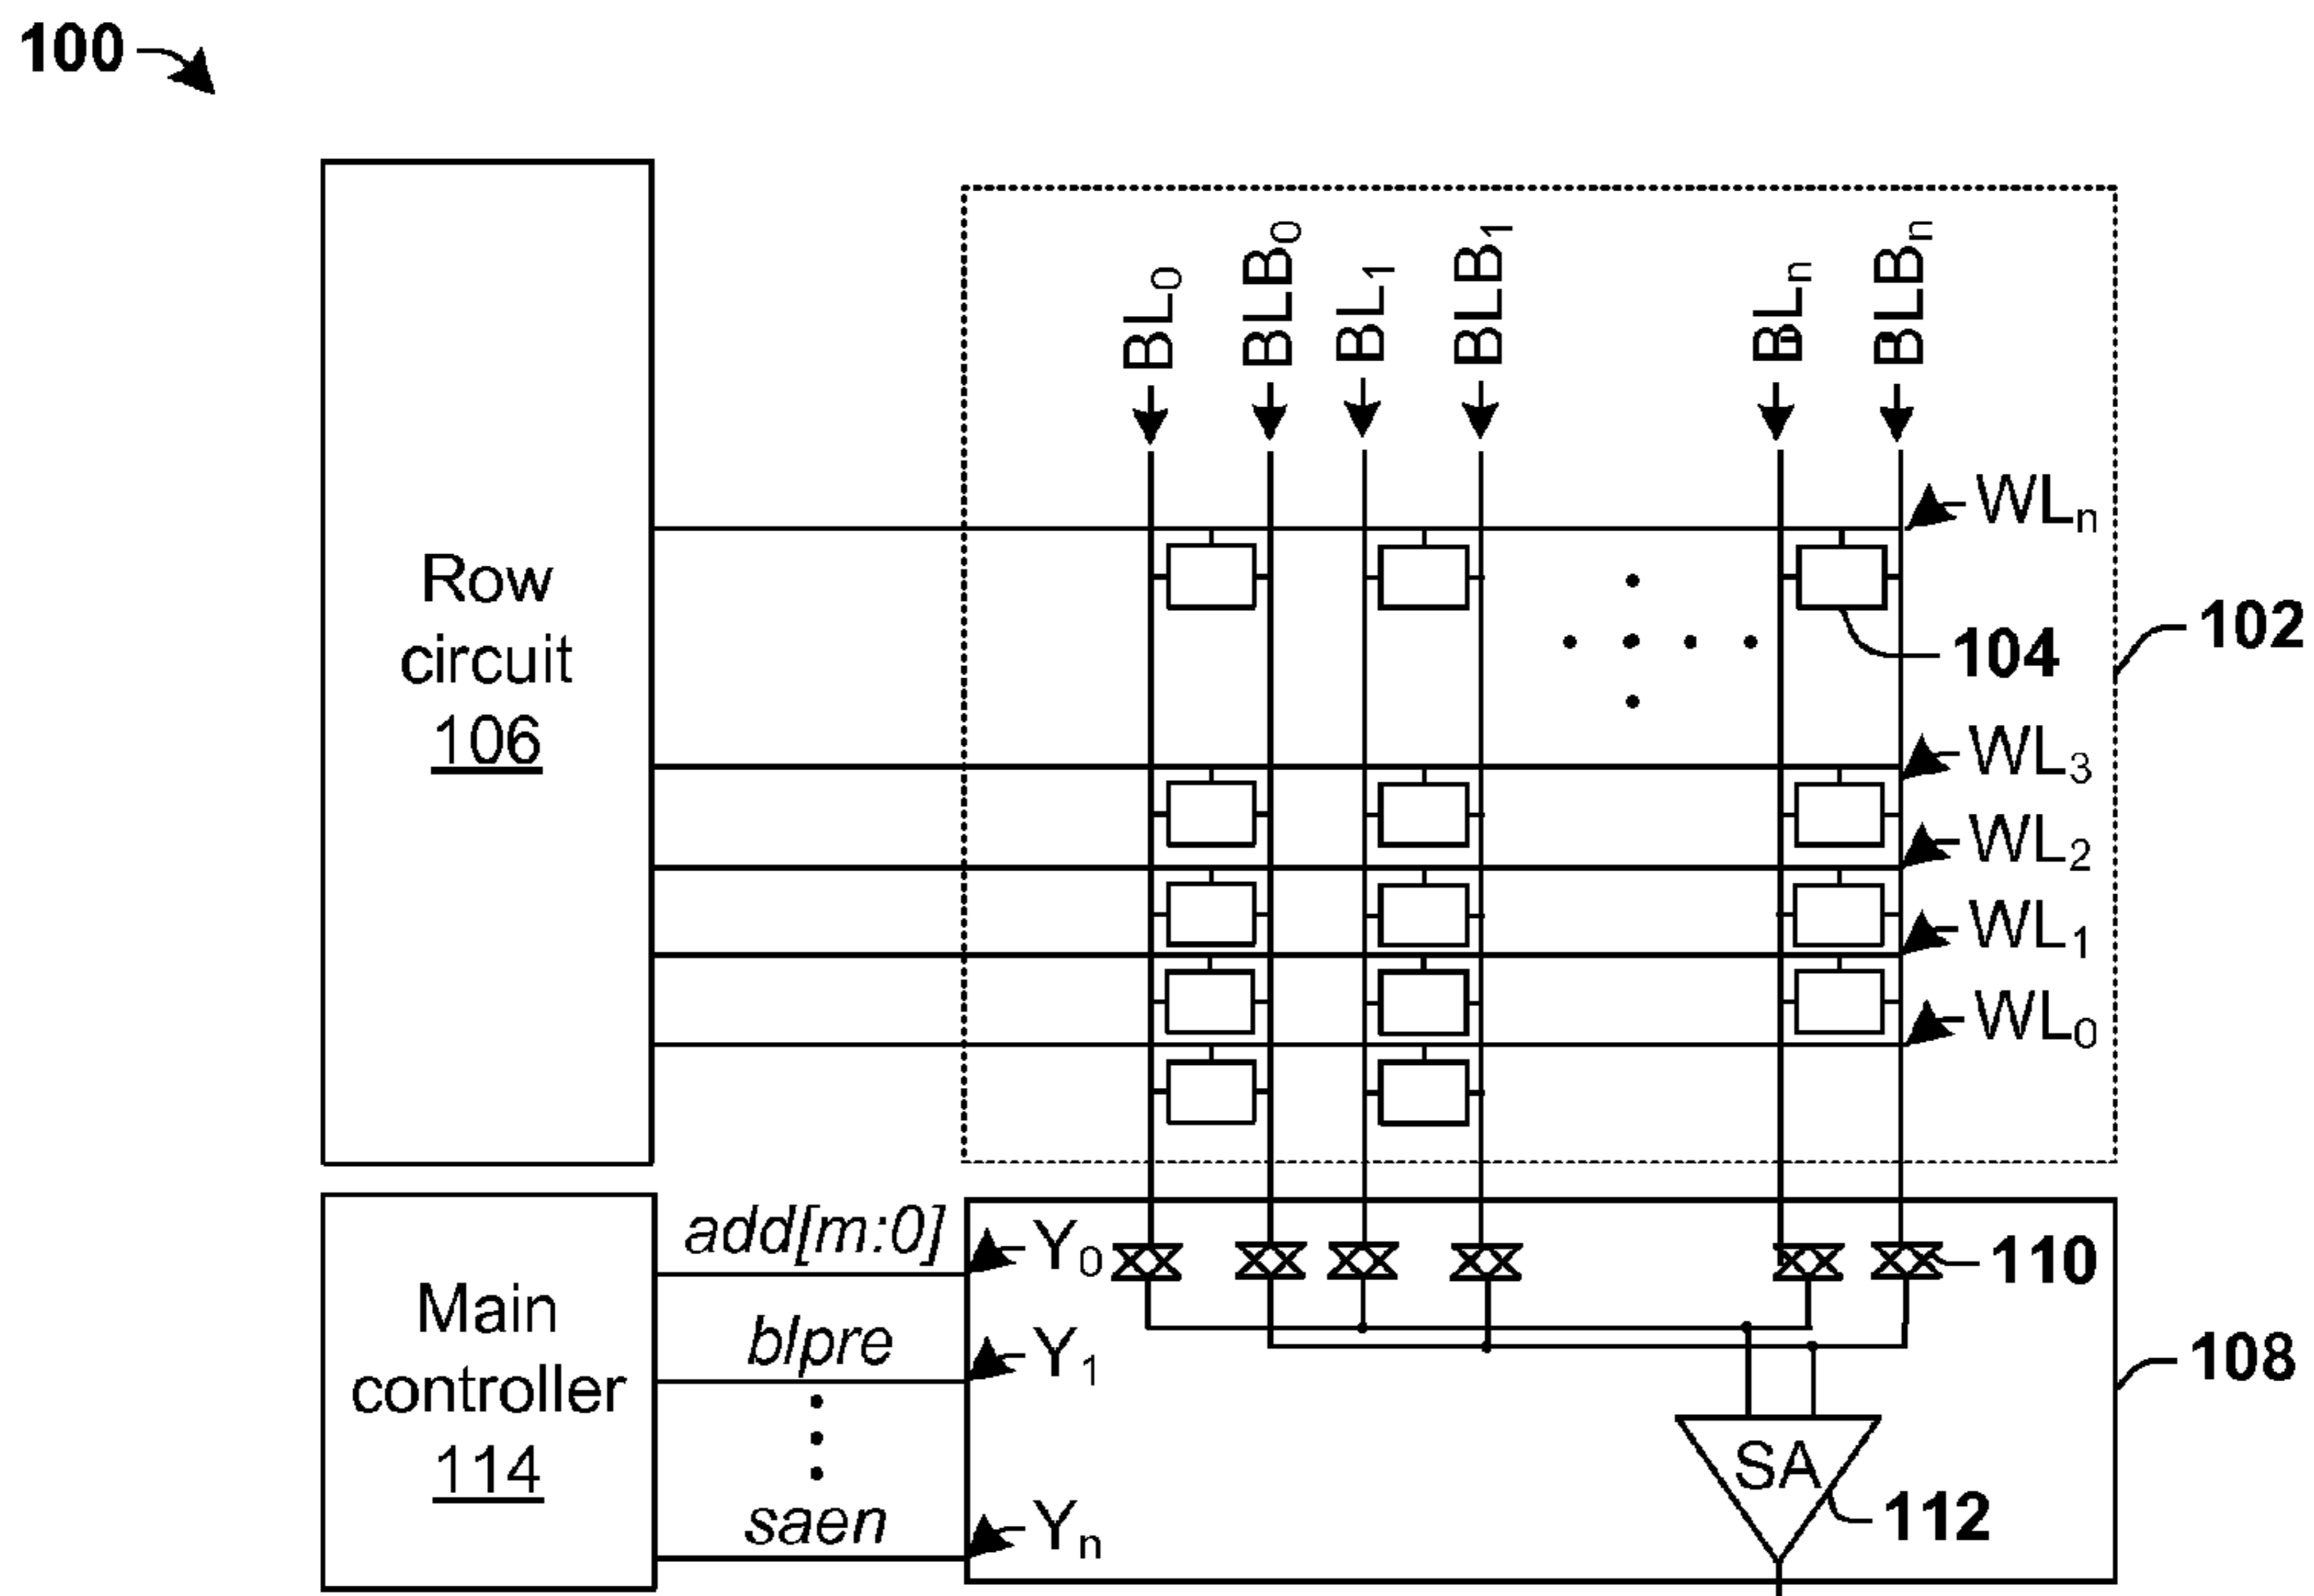 100
BL0
BLB0
BL1
BLB1
BLn
BLBn
WLn
Row
circuit
106
102
104
WL3
WL2
WL1
WL0
Main
controller
114
add[m:0]
blpre
saen
Y0
Y1
Yn
110
108
SA
112